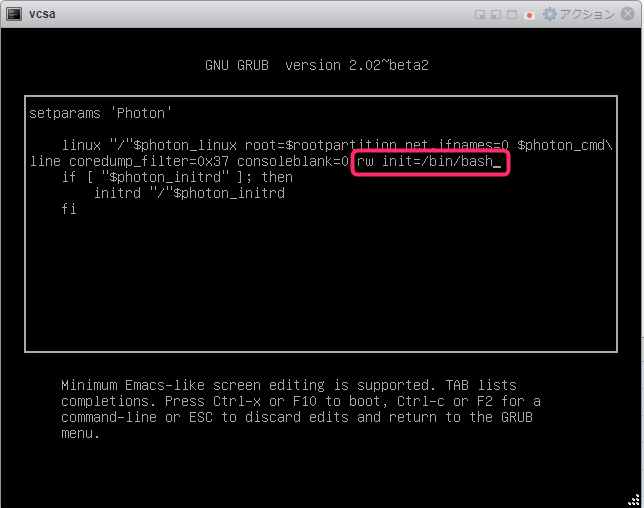 vcsa
アクション
GNU GRUB version 2.02~beta2
setparams 'Photon'
linux "/"$photon_linux root=$rootpartition net.ifnames=0 $photon_cmd\
line coredump_filter=0x37 consoleblank=0 rw init=/bin/bash_
if [ "$photon_initrd" ]; then
initrd "/"$photon_initrd
fi
Minimum Emacs-like screen editing is supported. TAB lists
completions. Press Ctrl-x or F10 to boot, Ctrl-c or F2 for a
command-line or ESC to discard edits and return to the GRUB
menu.